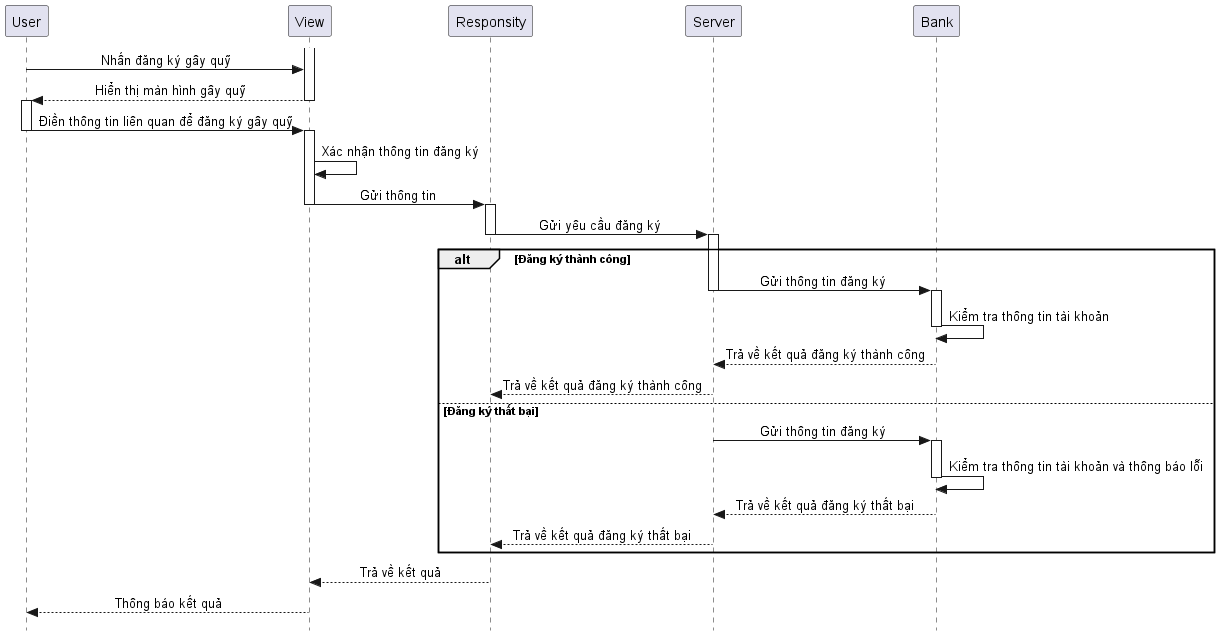 User
View
Responsity
Server
Bank
Nhấn đăng ký gây quỹ
Hiển thị màn hình gây quỹ
Điền thông tin liên quan để đăng ký gây quỹ
Xác nhận thông tin đăng ký
Gửi thông tin
Gửi yêu cầu đăng ký
alt [Đăng ký thành công]
Gửi thông tin đăng ký
Kiểm tra thông tin tài khoản
Trả về kết quả đăng ký thành công
Trả về kết quả đăng ký thành công
[Đăng ký thất bại]
Gửi thông tin đăng ký
Kiểm tra thông tin tài khoản và thông báo lỗi
Trả về kết quả đăng ký thất bại
Trả về kết quả đăng ký thất bại
Trả về kết quả
Thông báo kết quả